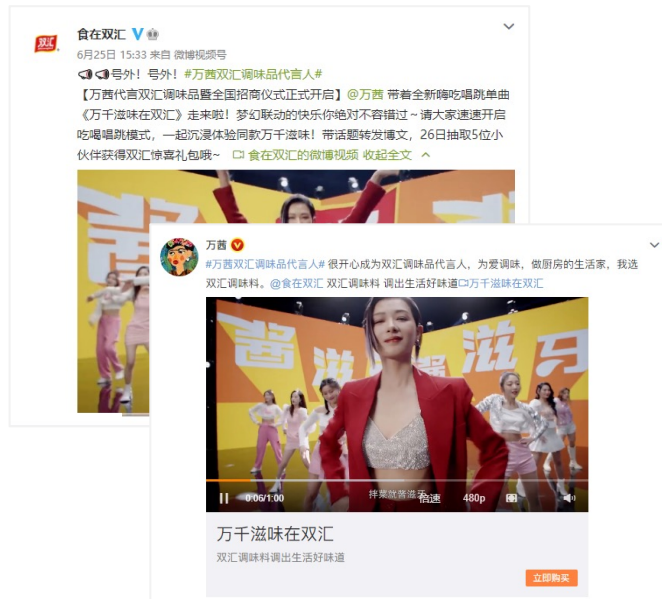 双汇
食在双汇
6月25日 15:33 来自 微博视频号
号外！号外！#万茜双汇调味品代言人#
【万茜代言双汇调味品暨全国招商仪式正式开启】@万茜 带着全新嗨吃唱跳单曲
《万千滋味在双汇》走来啦！梦幻联动的快乐你绝对不容错过~请大家速速开启
吃喝唱跳模式，一起沉浸体验同款万千滋味！带话题转发博文，26日抽取5位小
伙伴获得双汇惊喜礼包哦~ 食在双汇的微博视频 收起全文
酱
万茜
#万茜双汇调味品代言人# 很开心成为双汇调味品代言人，为爱调味，做厨房的生活家，我选
双汇调味料。@食在双汇 双汇调味料 调出生活好味道 万千滋味在双汇
酱 滋 滋
0:06/1:00
拌菜就酱滋
倍速
480p
万千滋味在双汇
双汇调味料调出生活好味道
立即购买